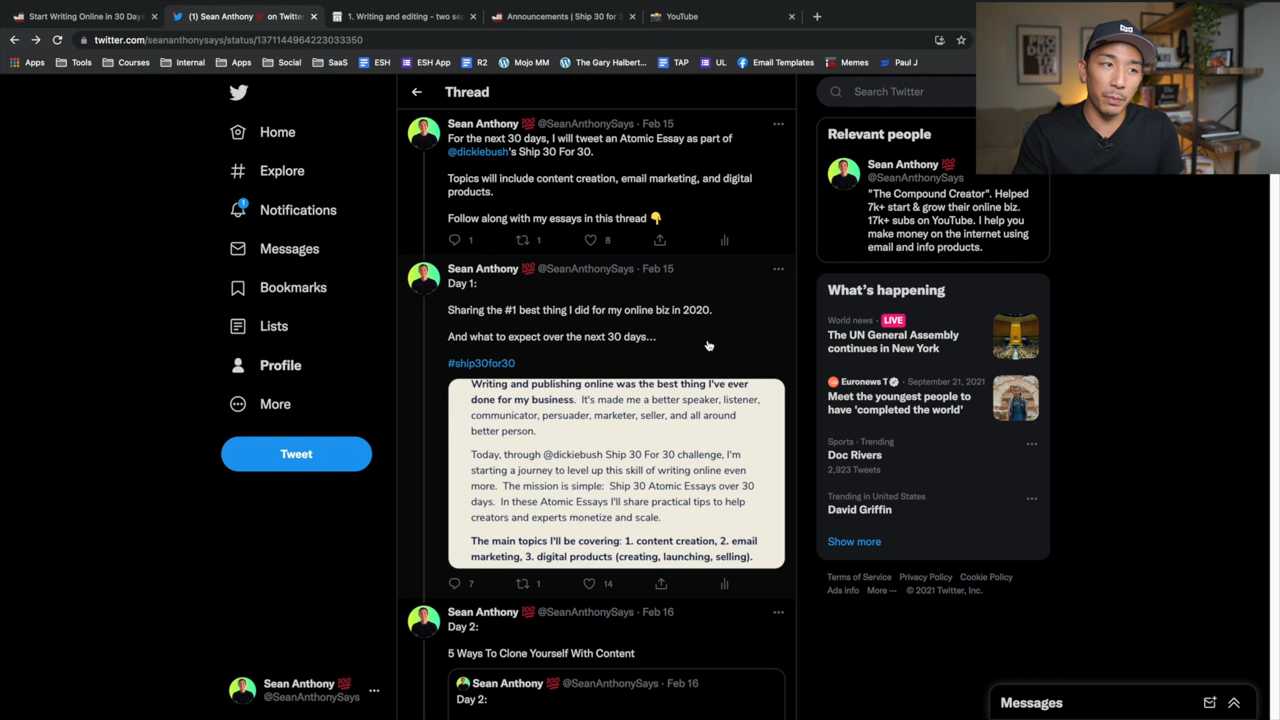 Start Writing Online in 30 Days
(1) Sean Anthony 💯 on Twitte
1. Writing and editing - two se
Announcements | Ship 30 for 3
YouTube
twitter.com/seananthonysays/status/1371144964223033350
Apps
Tools
Courses
Internal
Apps
Social
SaaS
ESH
ESH App
R2
Mojo MM
The Gary Halbert...
TAP
UL
Email Templates
Memes
Paul J
Home
Explore
1
Notifications
Messages
Bookmarks
Lists
Profile
More
Tweet
Sean Anthony 💯
@SeanAnthonySays
Thread
Sean Anthony 💯 @SeanAnthonySays · Feb 15
For the next 30 days, I will tweet an Atomic Essay as part of
@dickiebush's Ship 30 For 30.
Topics will include content creation, email marketing, and digital
products.
Follow along with my essays in this thread 👇
1 1 8
Sean Anthony 💯 @SeanAnthonySays · Feb 15
Day 1:
Sharing the #1 best thing I did for my online biz in 2020.
And what to expect over the next 30 days...
#ship30for30
Writing and publishing online was the best thing I've ever
done for my business. It's made me a better speaker, listener,
communicator, persuader, marketer, seller, and all around
better person.
Today, through @dickiebush Ship 30 For 30 challenge, I'm
starting a journey to level up this skill of writing online even
more. The mission is simple: Ship 30 Atomic Essays over 30
days. In these Atomic Essays I'll share practical tips to help
creators and experts monetize and scale.
The main topics I'll be covering: 1. content creation, 2. email
marketing, 3. digital products (creating, launching, selling).
7 1 14
Sean Anthony 💯 @SeanAnthonySays · Feb 16
Day 2:
5 Ways To Clone Yourself With Content
Sean Anthony 💯 @SeanAnthonySays · Feb 16
Day 2:
Search Twitter
Relevant people
Sean Anthony 💯
@SeanAnthonySays
"The Compound Creator". Helped
7k+ start & grow their online biz.
17k+ subs on YouTube. I help you
make money on the internet using
email and info products.
What's happening
World news · LIVE
The UN General Assembly
continues in New York
Euronews T · September 21, 2021
Meet the youngest people to
have 'completed the world'
Sports · Trending
Doc Rivers
2,923 Tweets
Trending in United States
David Griffin
Show more
Terms of Service Privacy Policy Cookie Policy
Ads info More ··· © 2021 Twitter, Inc.
Messages